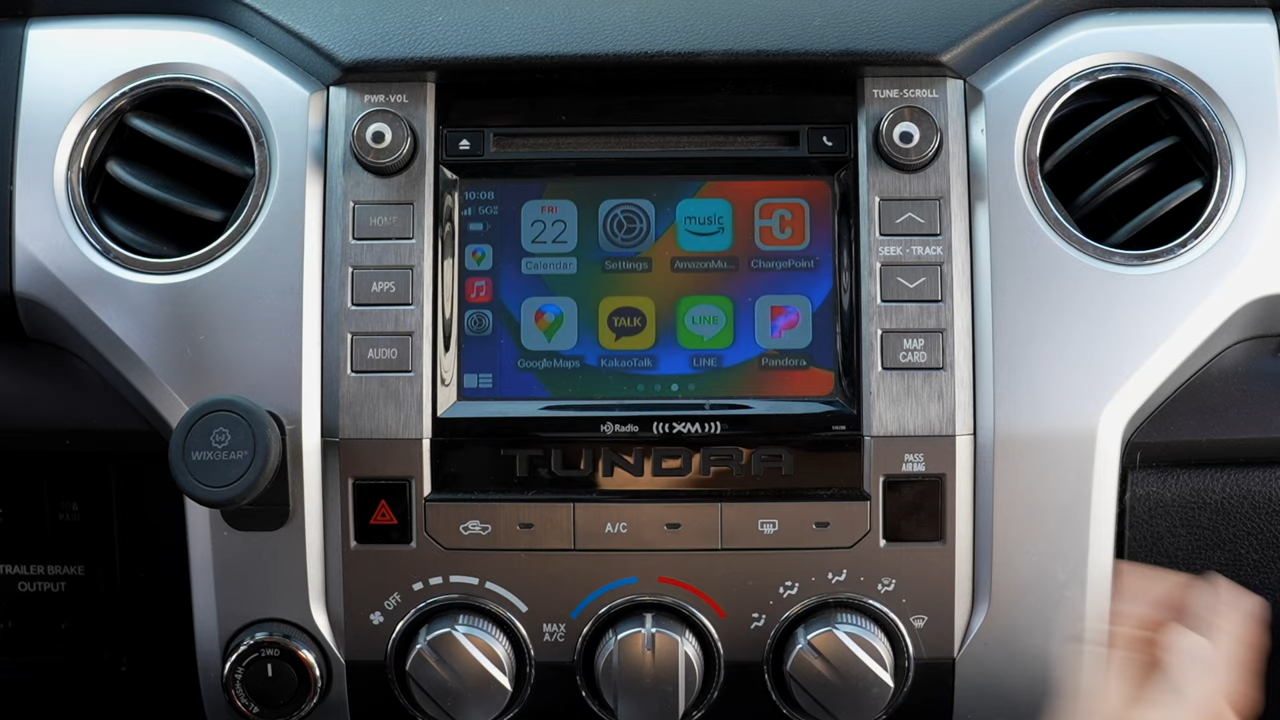 PWR•VOL
TUNE•SCROLL
HOME
APPS
AUDIO
10:08
5G
FRI
22
Calendar
Settings
music
AmazonMu...
ChargePoint
Google Maps
TALK
KakaoTalk
LINE
LINE
Pandora
SEEK • TRACK
MAP
CARD
HD Radio
((( XM )))
TUNDRA
WIXGEAR®
PASS
AIR BAG
A/C
OFF
MAX
A/C
TRAILER BRAKE
OUTPUT
2WD